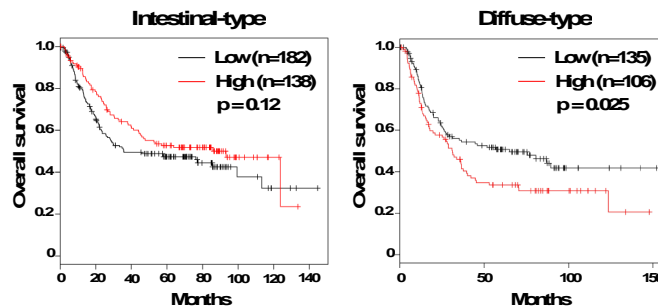 Intestinal-type
Overall survival
1.0
0.8
0.6
0.4
0.2
0
Low (n=182)
High (n=138)
p = 0.12
0 20 40 60 80 100 120 140
Months
Diffuse-type
Overall survival
1.0
0.8
0.6
0.4
0.2
0
Low (n=135)
High (n=106)
p = 0.025
0 50 100 150
Months